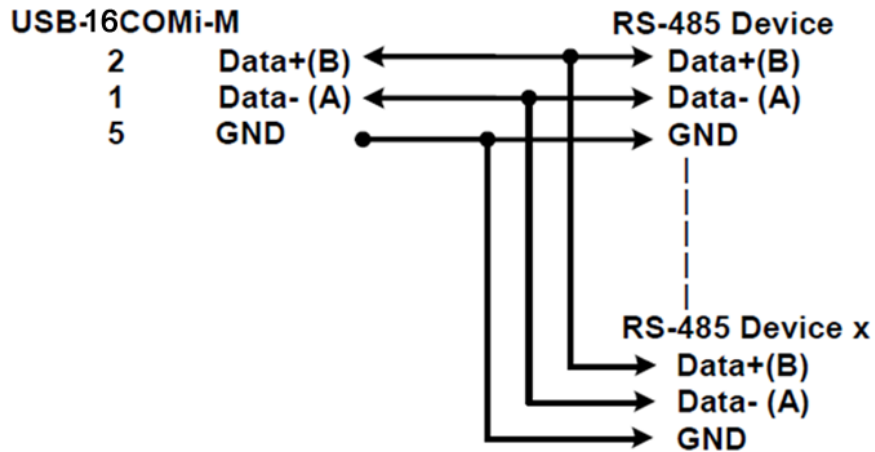 USB-16COMi-M RS-485 Device
2 Data+(B) Data+(B)
1 Data- (A) Data- (A)
5 GND GND
RS-485 Device x
Data+(B)
Data- (A)
GND